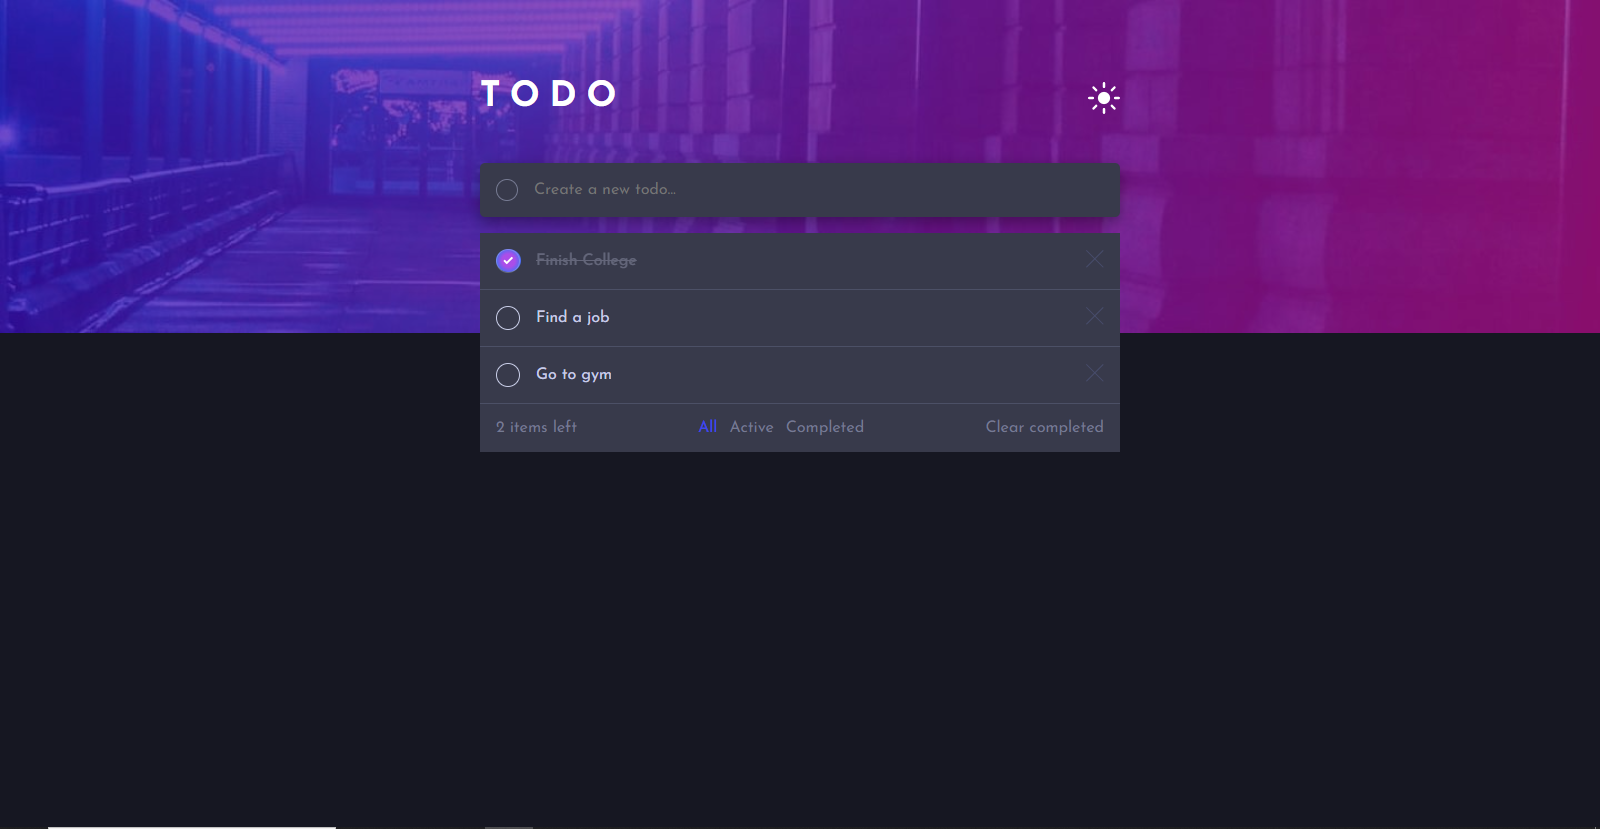 TODO
Create a new todo...
Finish College
Find a job
Go to gym
2 items left All Active Completed Clear completed